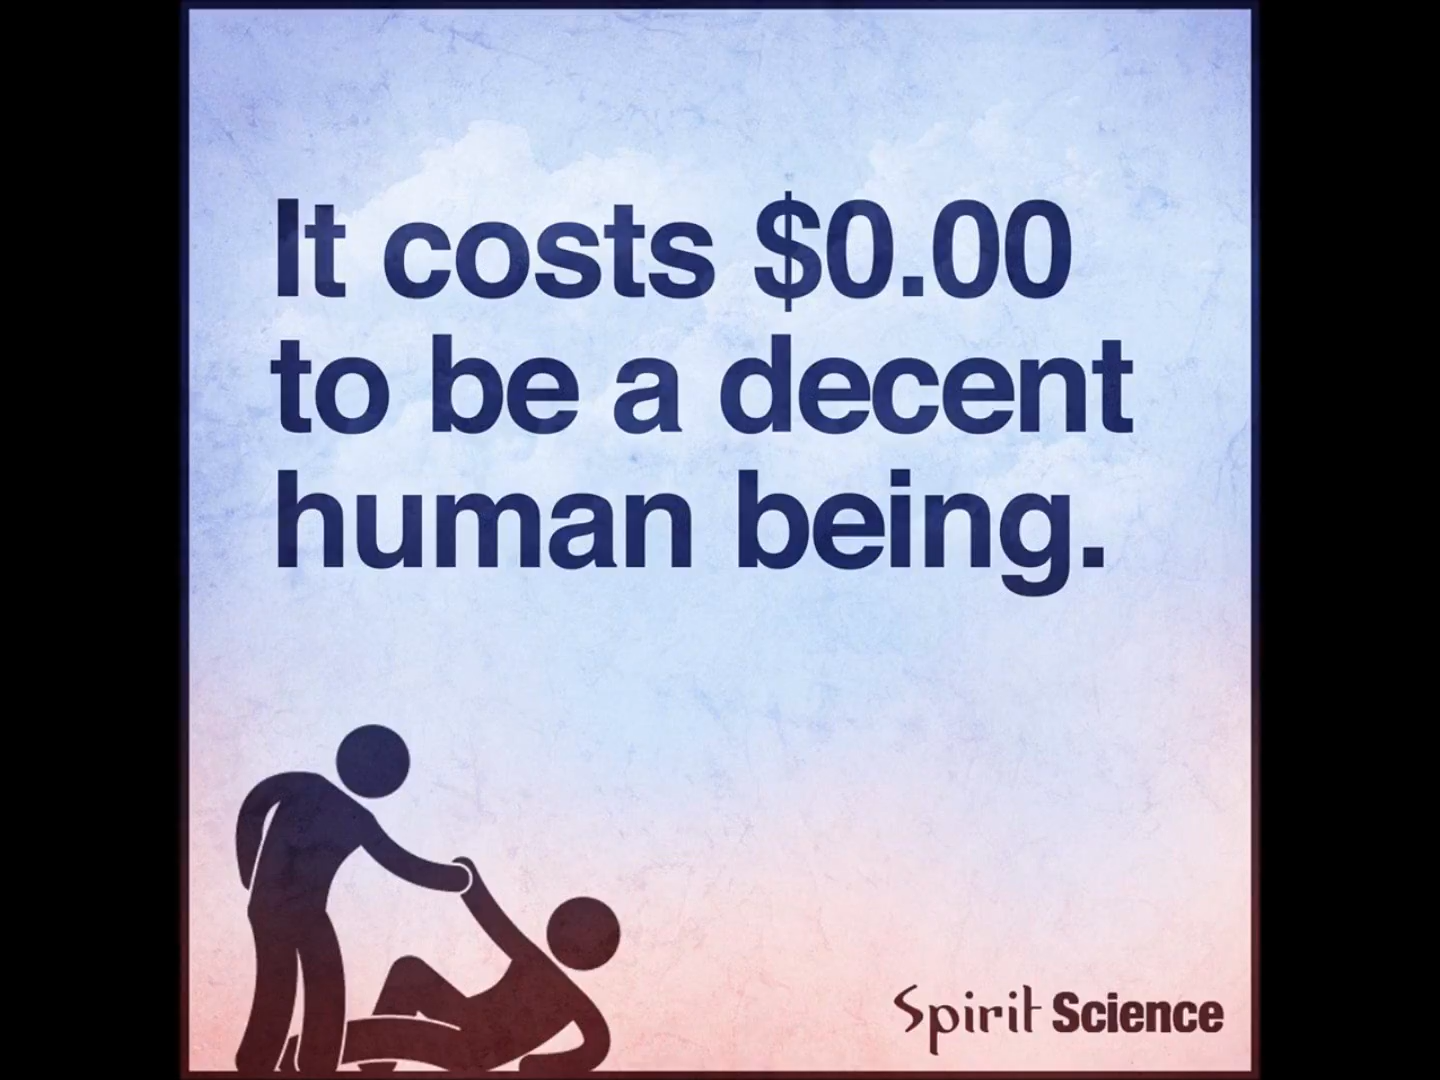 It costs $0.00
to be a decent
human being.
Spirit Science